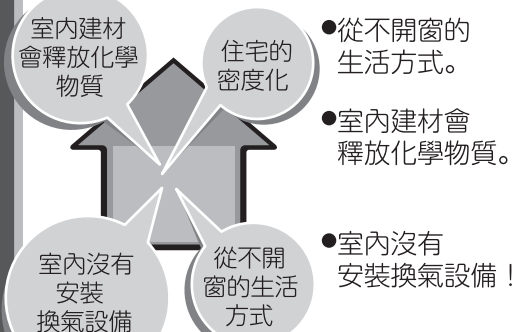 室內建材
會釋放化學
物質
住宅的
密度化
室內沒有
安裝
換氣設備
從不開
窗的生活
方式
●從不開窗的
生活方式。
●室內建材會
釋放化學物質。
●室內沒有
安裝換氣設備！